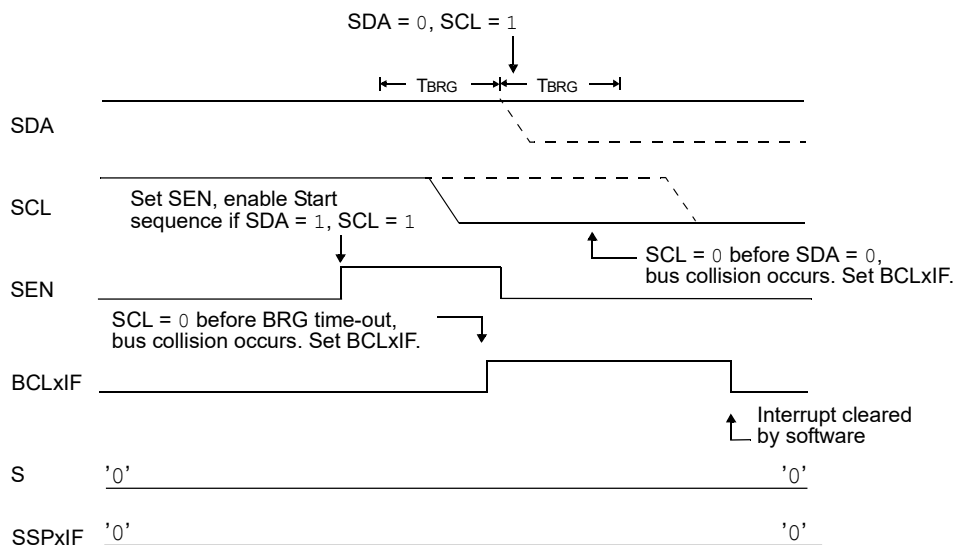 SDA = 0, SCL = 1
TBRG TBRG
SDA
SCL
Set SEN, enable Start
sequence if SDA = 1, SCL = 1
SCL = 0 before SDA = 0,
bus collision occurs. Set BCLxIF.
SEN
SCL = 0 before BRG time-out,
bus collision occurs. Set BCLxIF.
BCLxIF
Interrupt cleared
by software
S '0' '0'
SSPxIF '0' '0'